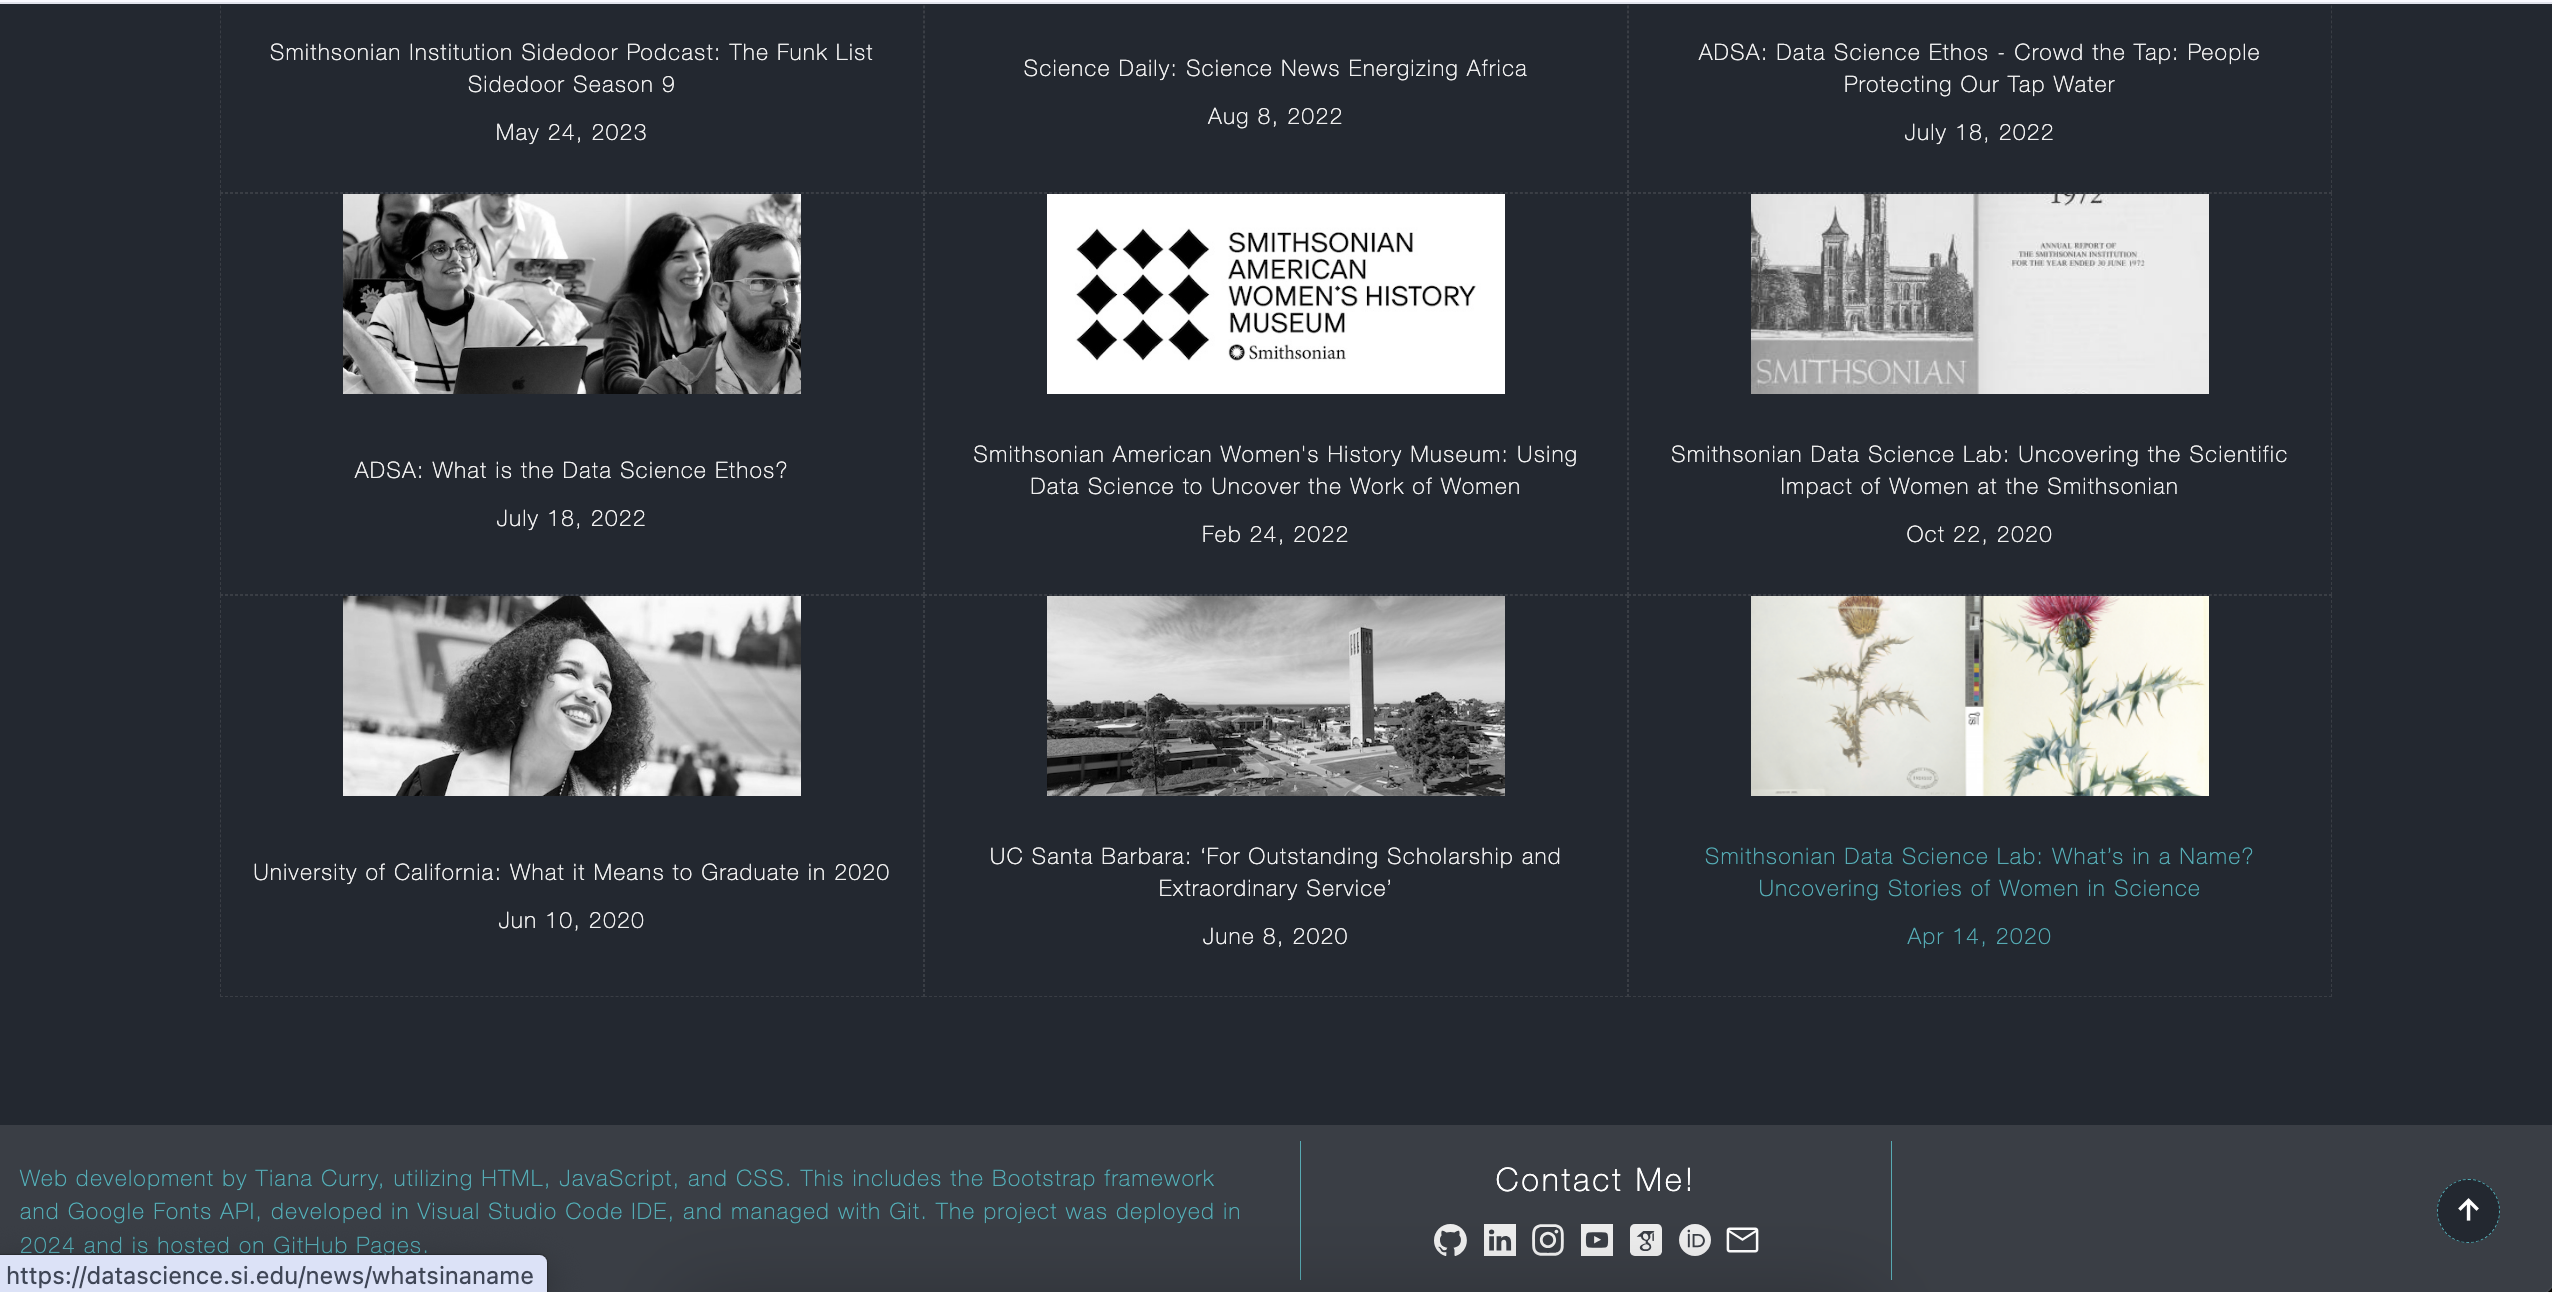 Smithsonian Institution Sidedoor Podcast: The Funk List
Sidedoor Season 9
May 24, 2023
Science Daily: Science News Energizing Africa
Aug 8, 2022
ADSA: Data Science Ethos - Crowd the Tap: People
Protecting Our Tap Water
July 18, 2022
ADSA: What is the Data Science Ethos?
July 18, 2022
SMITHSONIAN
AMERICAN
WOMEN'S HISTORY
MUSEUM
Smithsonian
Smithsonian American Women's History Museum: Using
Data Science to Uncover the Work of Women
Feb 24, 2022
1972
ANNUAL REPORT OF
THE SMITHSONIAN INSTITUTION
FOR THE YEAR ENDED 30 JUNE 1972
SMITHSONIAN
Smithsonian Data Science Lab: Uncovering the Scientific
Impact of Women at the Smithsonian
Oct 22, 2020
University of California: What it Means to Graduate in 2020
Jun 10, 2020
UC Santa Barbara: ‘For Outstanding Scholarship and
Extraordinary Service’
June 8, 2020
Smithsonian Data Science Lab: What’s in a Name?
Uncovering Stories of Women in Science
Apr 14, 2020
Web development by Tiana Curry, utilizing HTML, JavaScript, and CSS. This includes the Bootstrap framework
and Google Fonts API, developed in Visual Studio Code IDE, and managed with Git. The project was deployed in
2024 and is hosted on GitHub Pages.
Contact Me!
in
iD
https://datascience.si.edu/news/whatsinaname